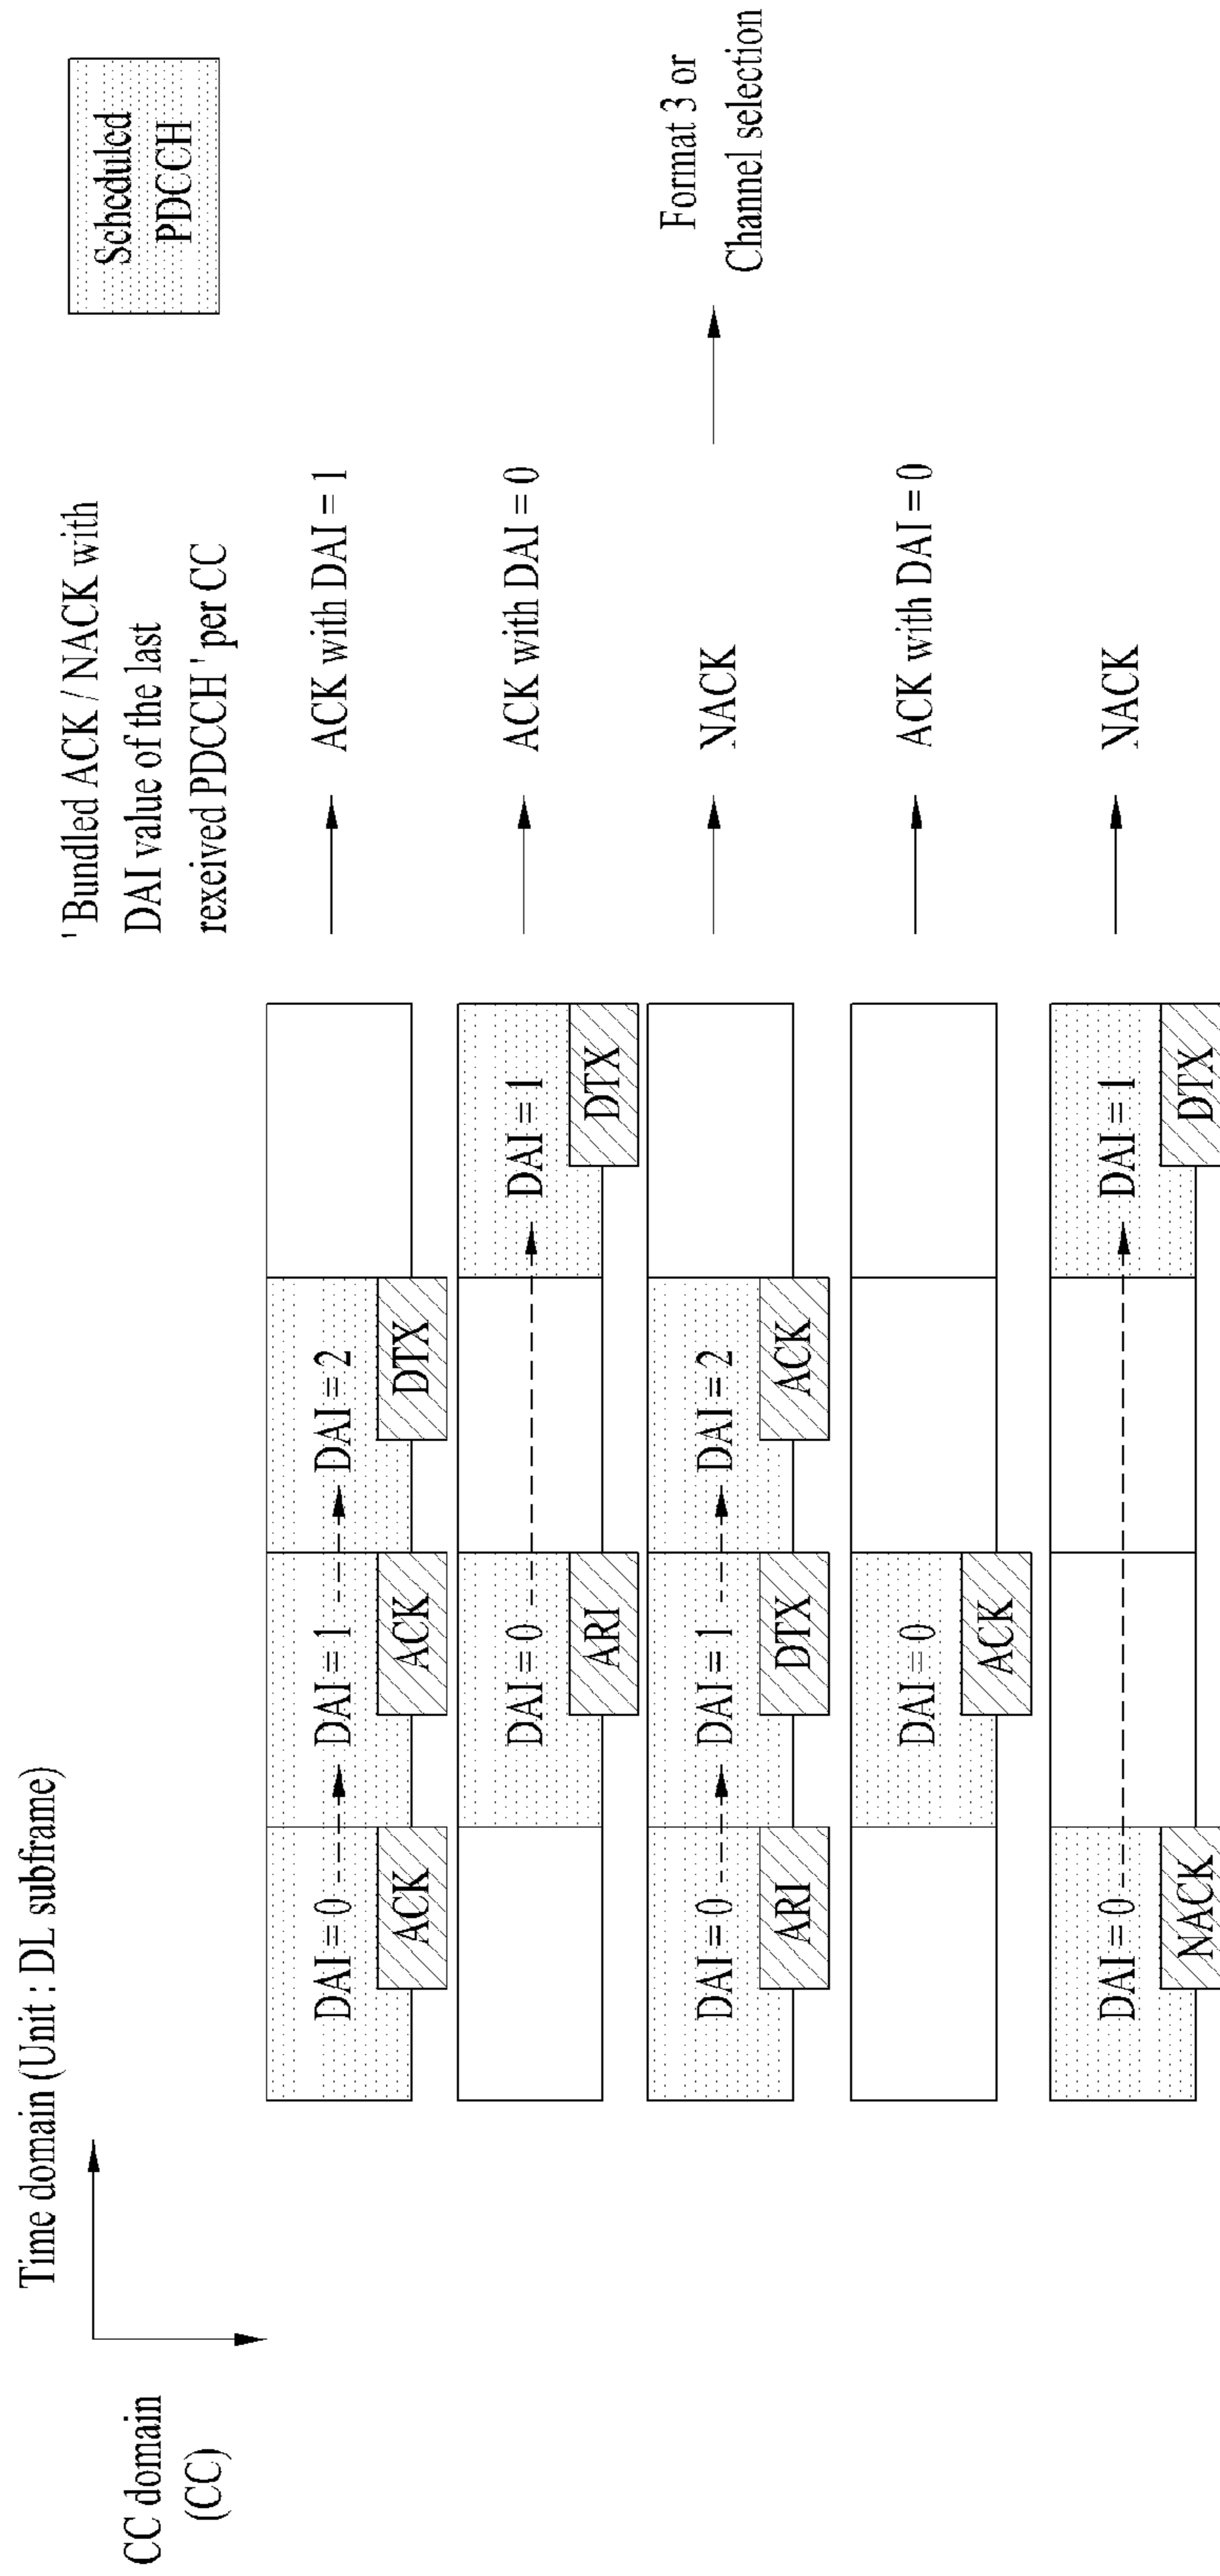 Time domain (Unit : DL subframe)
CC domain
(CC)
'Bundled ACK / NACK with
DAI value of the last
rexeived PDCCH' per CC
Scheduled
PDCCH
DAI = 0
DAI = 1
DAI = 2
ACK
ACK
DTX
ACK with DAI = 1
DAI = 0
DAI = 1
ARI
DTX
ACK with DAI = 0
DAI = 0
DAI = 1
DAI = 2
ARI
DTX
ACK
NACK
Format 3 or
Channel selection
DAI = 0
ACK
ACK with DAI = 0
DAI = 0
DAI = 1
NACK
DTX
NACK